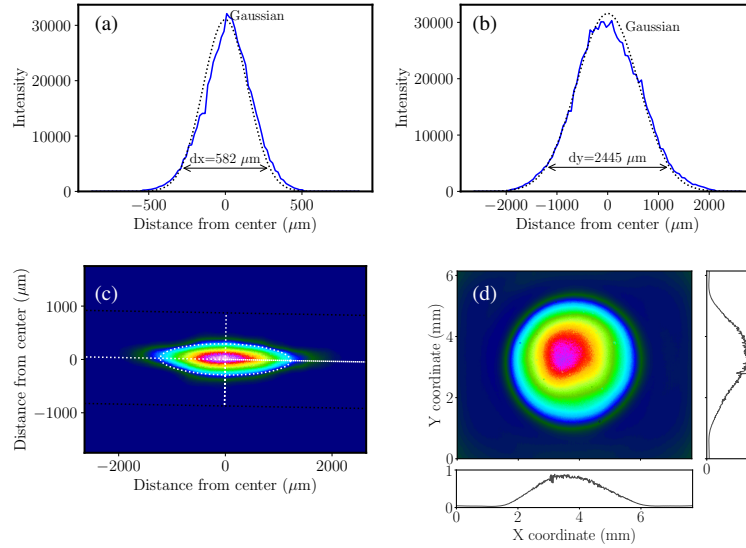 (a)
Gaussian
30000
20000
10000
0
Intensity
dx=582 μm
−500
0
500
Distance from center (μm)
(b)
Gaussian
30000
20000
10000
0
Intensity
dy=2445 μm
−2000
−1000
0
1000
2000
Distance from center (μm)
(c)
1000
0
−1000
Distance from center (μm)
−2000
0
2000
Distance from center (μm)
(d)
6
4
2
0
Y coordinate (mm)
0
1
0
0
2
4
6
X coordinate (mm)